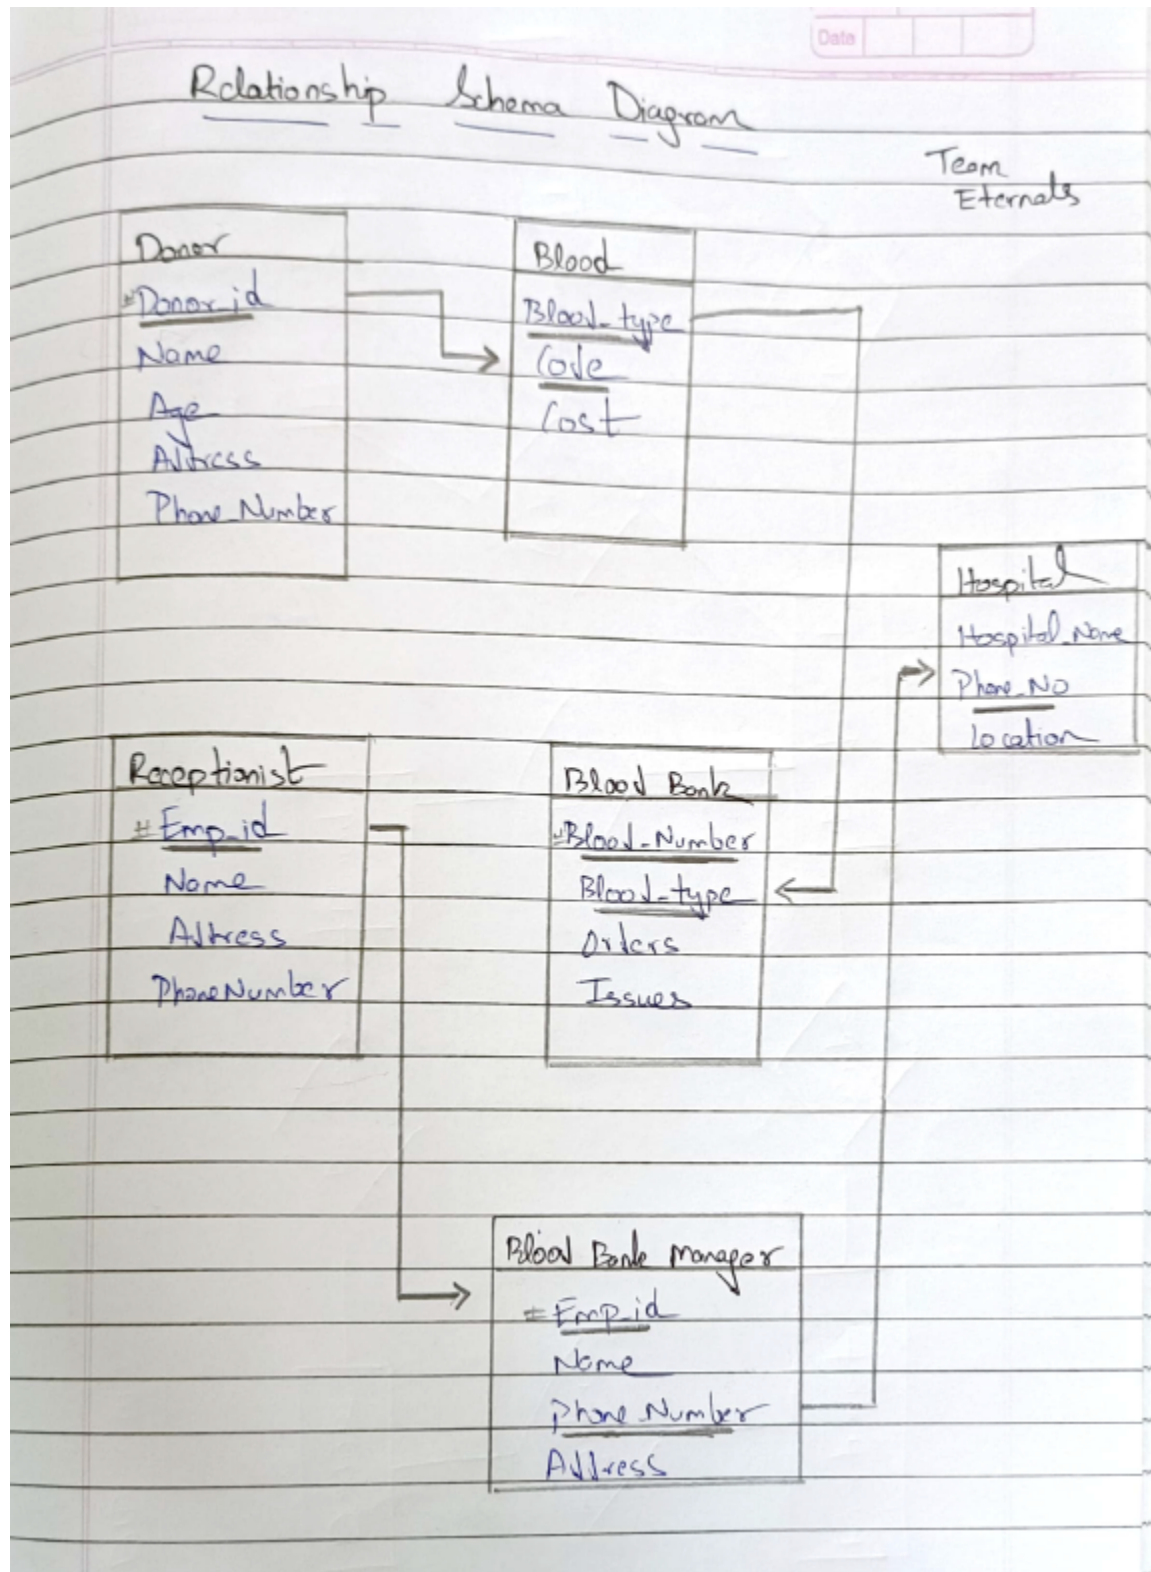 Date
Relationship Schema Diagram
Team
Eternals
Donor
#Donor_id
Name
Age
Address
Phone_Number
Blood
Blood_type
Code
Cost
Hospital
Hospital_Name
Phone_No
Location
Receptionist
#Emp_id
Name
Address
PhoneNumber
Blood Bank
#Blood_Number
Blood_type
Orders
Issues
Blood Bank Manager
#Emp_id
Name
Phone_Number
Address